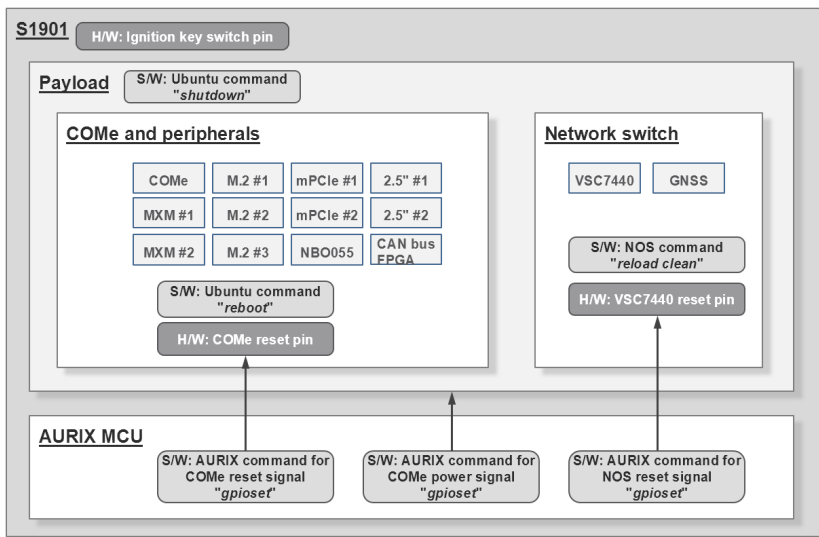 S1901
H/W: Ignition key switch pin
Payload
S/W: Ubuntu command
"shutdown"
COMe and peripherals
COMe
M.2 #1
mPCIe #1
2.5" #1
MXM #1
M.2 #2
mPCIe #2
2.5" #2
MXM #2
M.2 #3
NBO055
CAN bus
FPGA
S/W: Ubuntu command
"reboot"
H/W: COMe reset pin
Network switch
VSC7440
GNSS
S/W: NOS command
"reload clean"
H/W: VSC7440 reset pin
AURIX MCU
S/W: AURIX command for
COMe reset signal
"gpioset"
S/W: AURIX command for
COMe power signal
"gpioset"
S/W: AURIX command for
NOS reset signal
"gpioset"